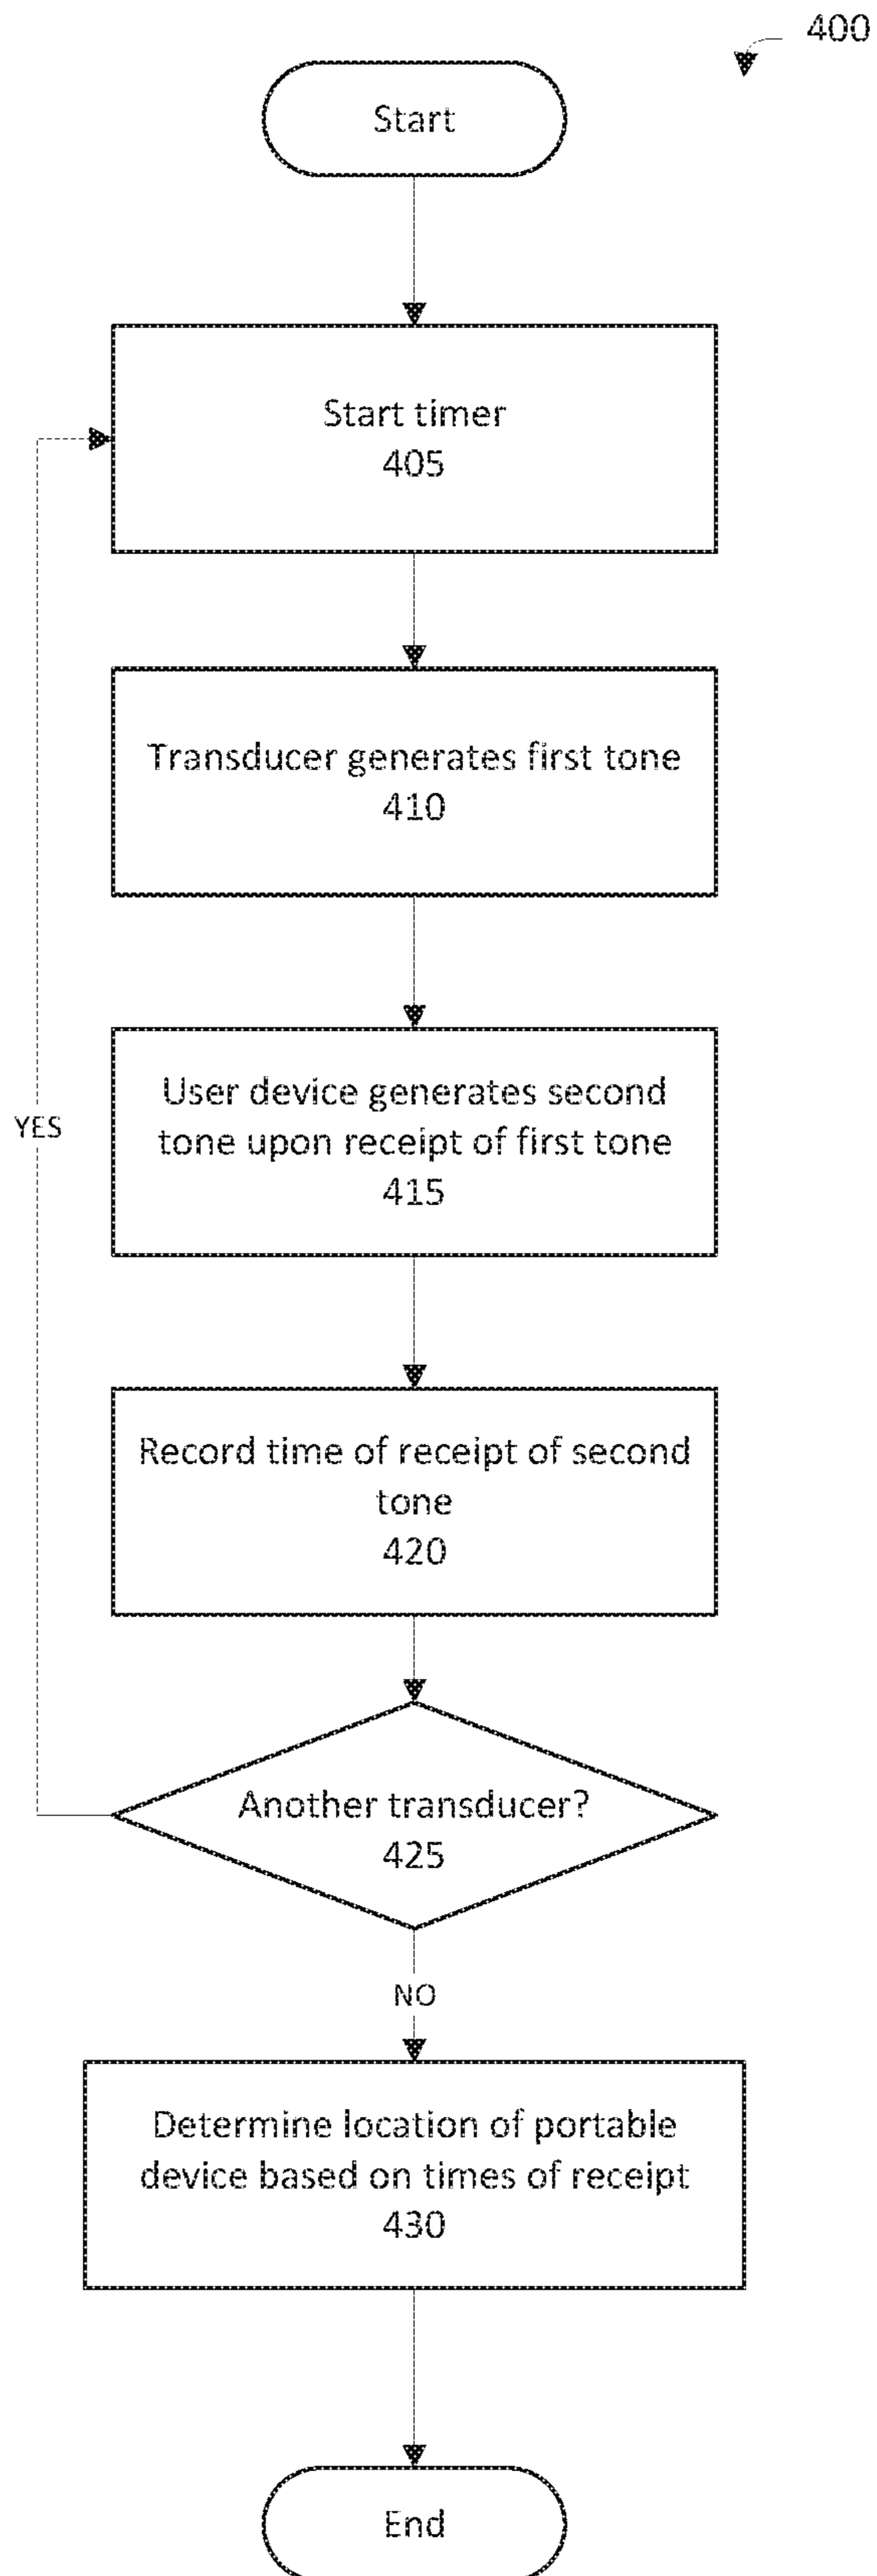 400
Start
Start timer
405
Transducer generates first tone
410
User device generates second
tone upon receipt of first tone
415
YES
Record time of receipt of second
tone
420
Another transducer?
425
NO
Determine location of portable
device based on times of receipt
430
End